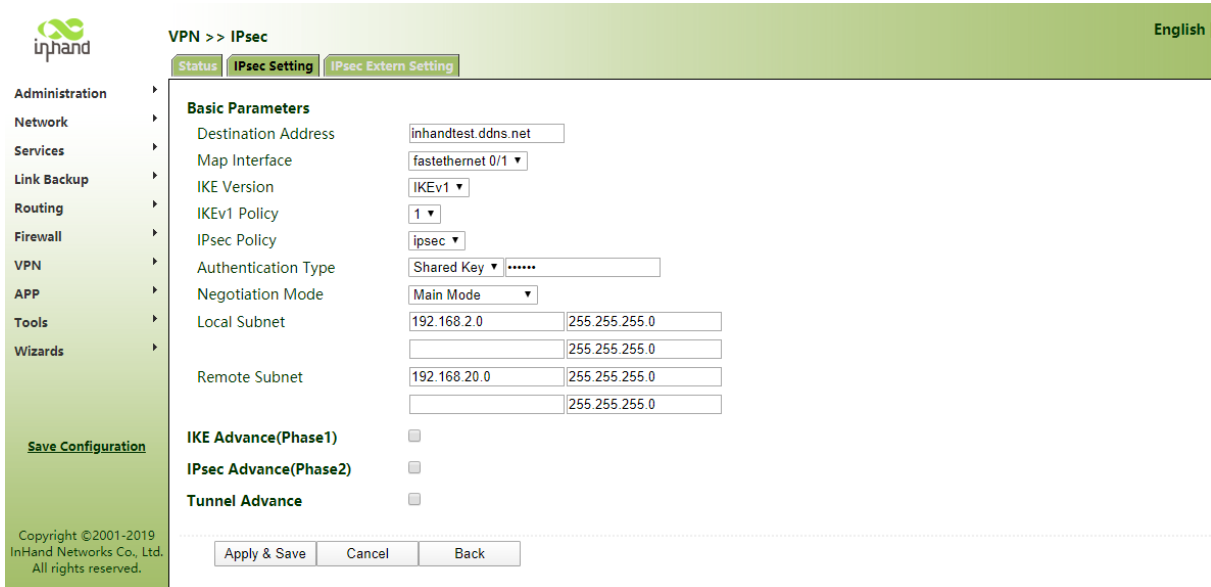 inhand
VPN >> IPsec
English
Status IPsec Setting IPsec Extern Setting
Administration
Network
Services
Link Backup
Routing
Firewall
VPN
APP
Tools
Wizards
Save Configuration
Copyright ©2001-2019
InHand Networks Co., Ltd.
All rights reserved.
Basic Parameters
Destination Address inhandtest.ddns.net
Map Interface fastethernet 0/1
IKE Version IKEv1
IKEv1 Policy 1
IPsec Policy ipsec
Authentication Type Shared Key ••••••
Negotiation Mode Main Mode
Local Subnet 192.168.2.0 255.255.255.0
255.255.255.0
Remote Subnet 192.168.20.0 255.255.255.0
255.255.255.0
IKE Advance(Phase1)
IPsec Advance(Phase2)
Tunnel Advance
Apply & Save Cancel Back